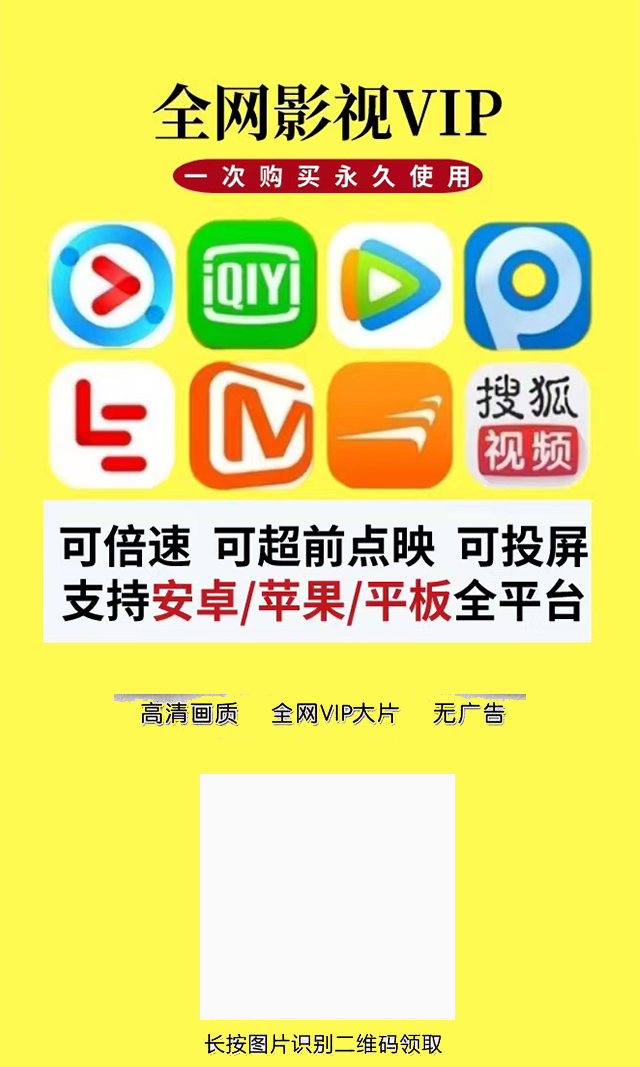 全网影视VIP
一次购买永久使用
iQIYI
搜狐
视频
可倍速 可超前点映 可投屏
支持安卓/苹果/平板全平台
高清画质 全网VIP大片 无广告
长按图片识别二维码领取